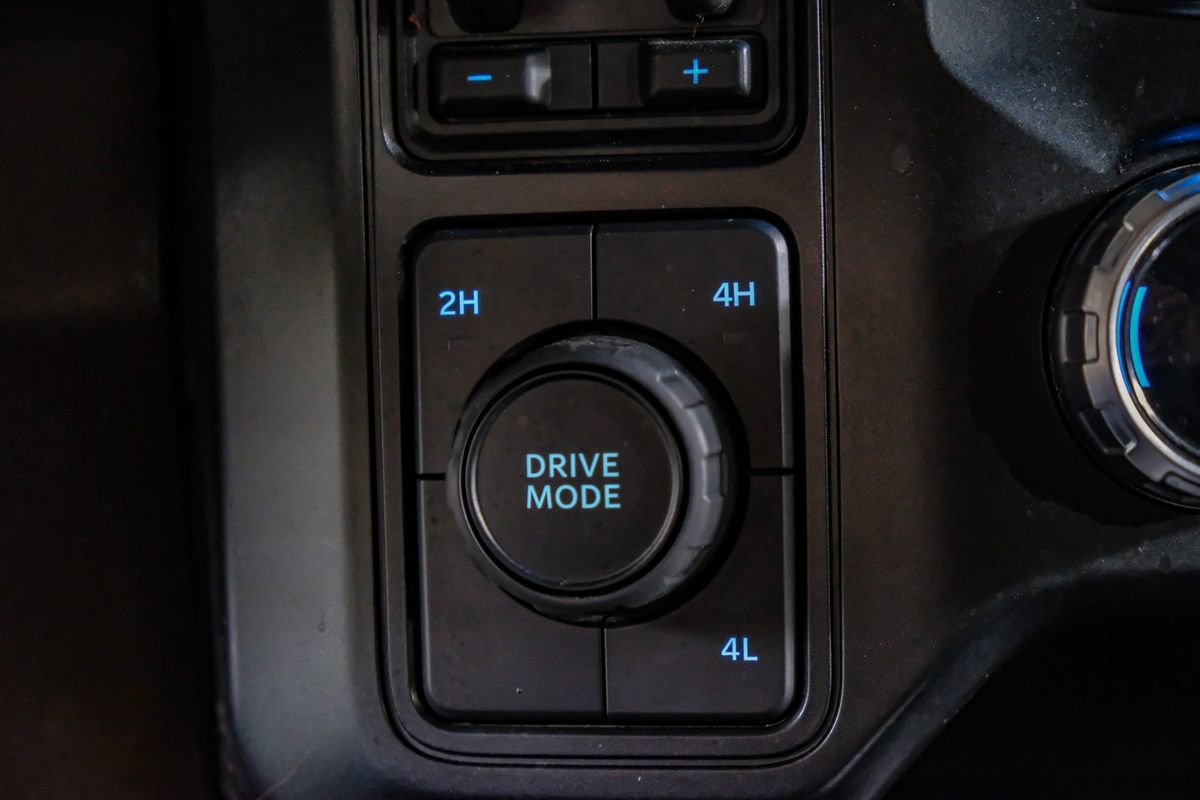 − +
2H 4H
DRIVE
MODE
4L